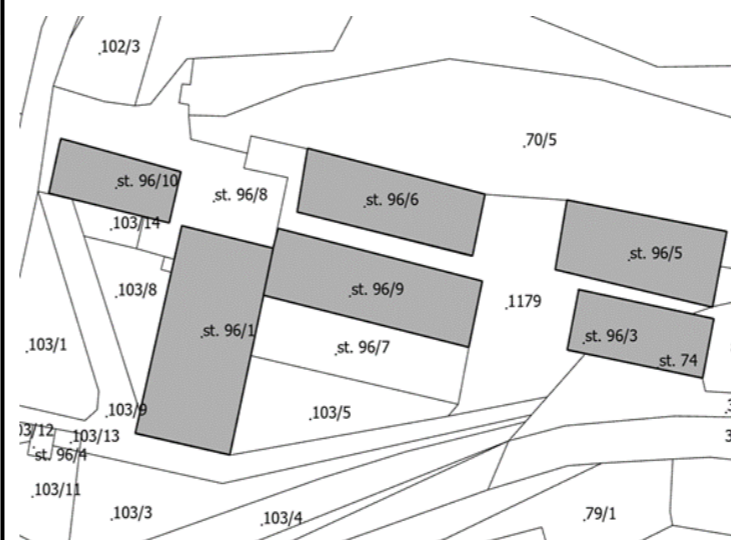 .102/3
.70/5
st. 96/10
st. 96/8
st. 96/6
.103/14
st. 96/5
.103/8
st. 96/9
.1179
st. 96/1
st. 96/3
.103/1
st. 96/7
st. 74
.103/9
.103/5
3/12
.103/13
st. 96/4
.103/11
.103/3
.103/4
.79/1